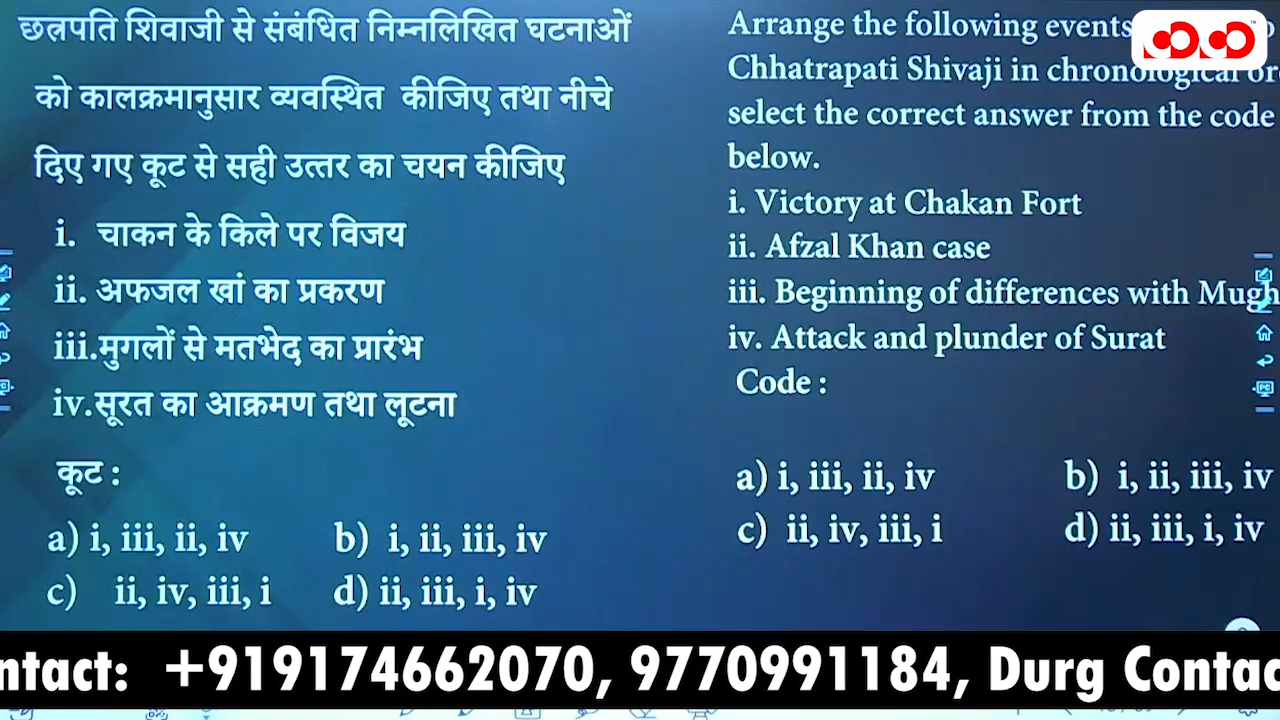 छत्रपति शिवाजी से संबंधित निम्नलिखित घटनाओं
को कालक्रमानुसार व्यवस्थित कीजिए तथा नीचे
दिए गए कूट से सही उत्तर का चयन कीजिए
i. चाकन के किले पर विजय
ii. अफजल खां का प्रकरण
iii.मुगलों से मतभेद का प्रारंभ
iv.सूरत का आक्रमण तथा लूटना
कूट :
a) i, iii, ii, iv b) i, ii, iii, iv
c) ii, iv, iii, i d) ii, iii, i, iv
Arrange the following events
Chhatrapati Shivaji in chronological or
select the correct answer from the code
below.
i. Victory at Chakan Fort
ii. Afzal Khan case
iii. Beginning of differences with Mugh
iv. Attack and plunder of Surat
Code :
a) i, iii, ii, iv b) i, ii, iii, iv
c) ii, iv, iii, i d) ii, iii, i, iv
ntact: +919174662070, 9770991184, Durg Contac